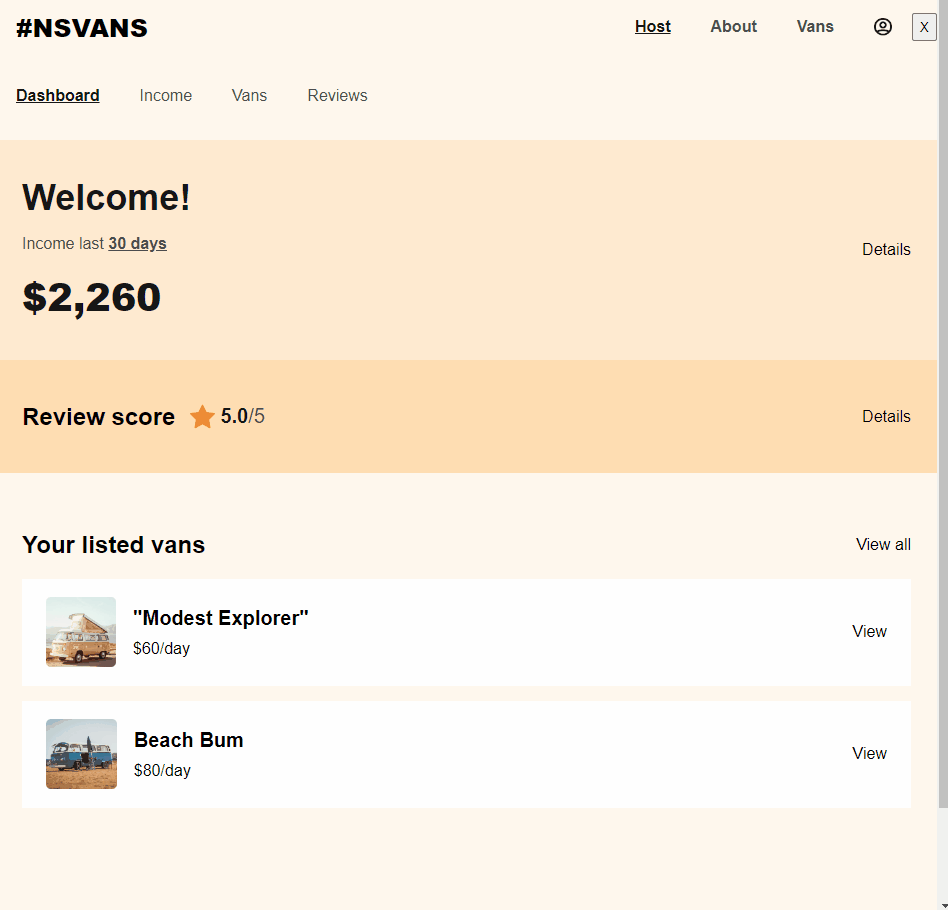 #NSVANS Host About Vans X
Dashboard Income Vans Reviews
Welcome!
Income last 30 days
Details
$2,260
Review score 5.0/5 Details
Your listed vans View all
"Modest Explorer"
$60/day
View
Beach Bum
$80/day
View